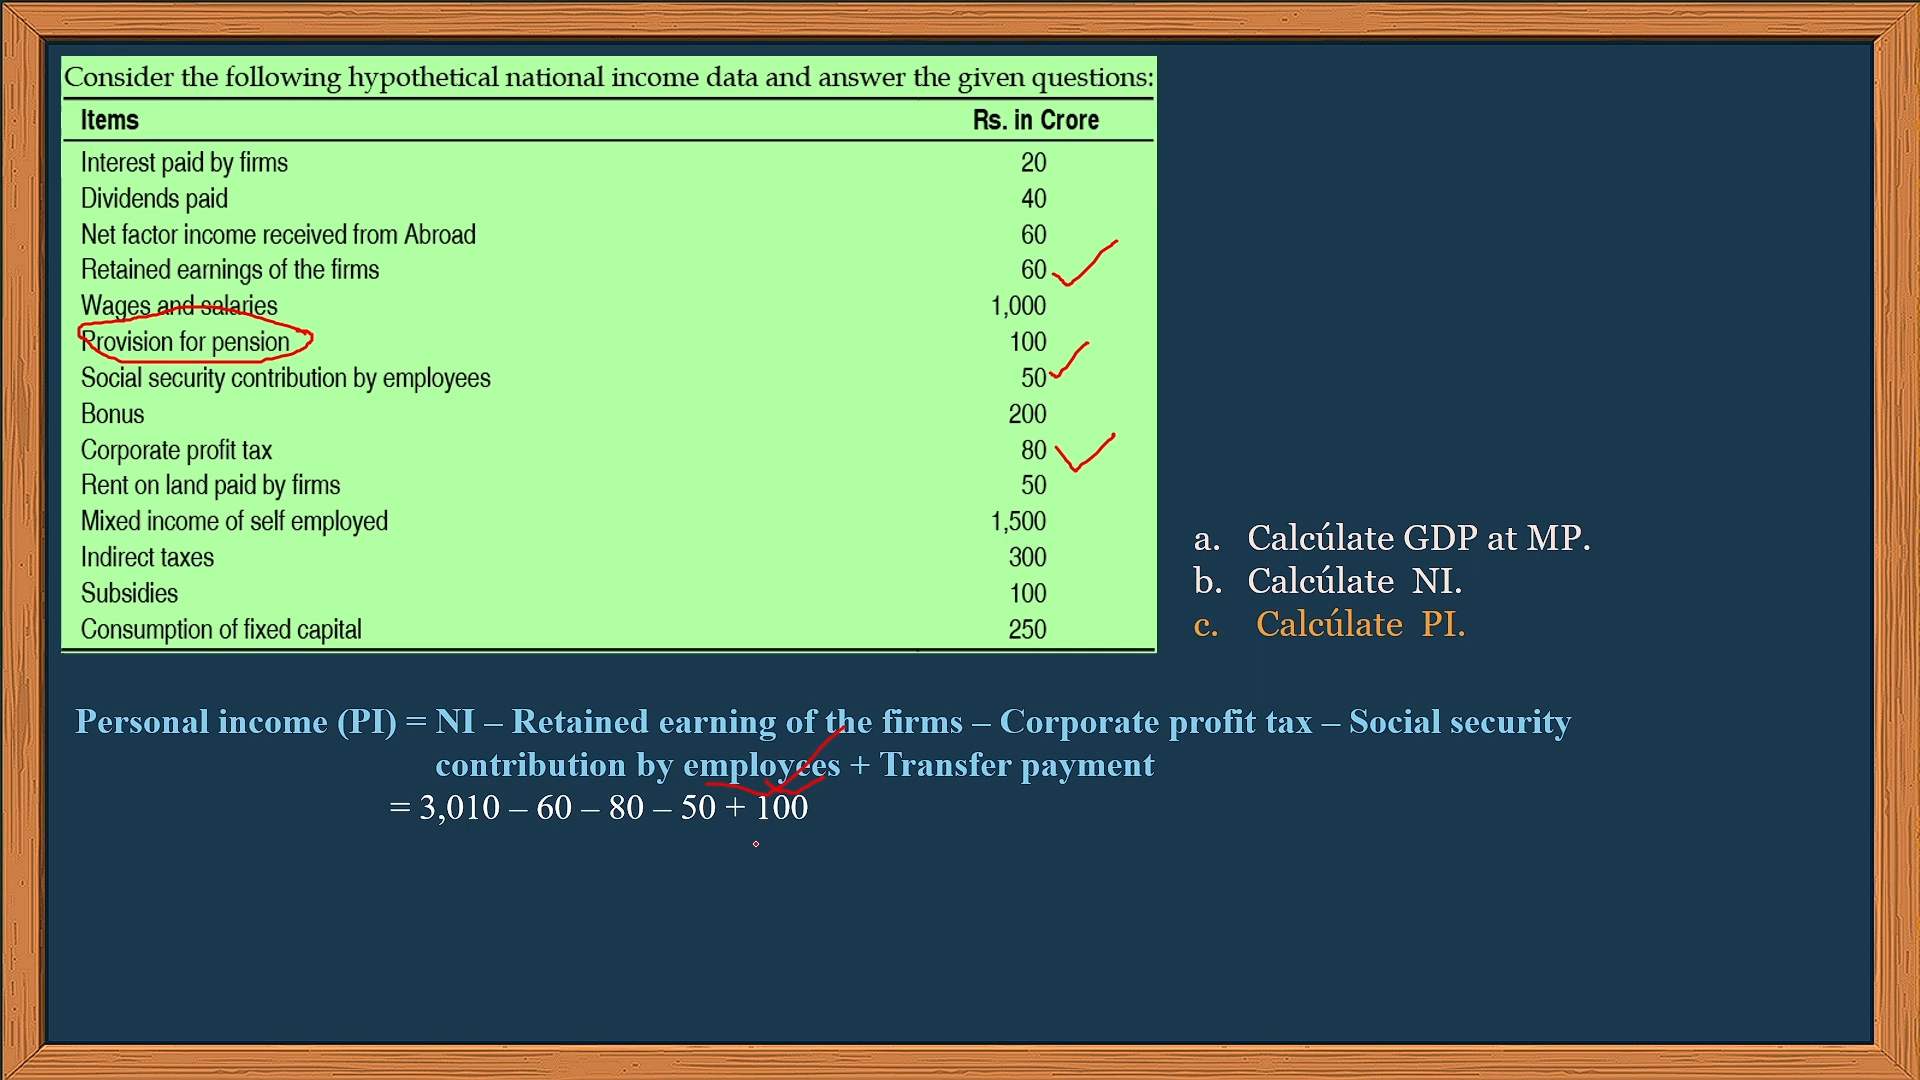 Consider the following hypothetical national income data and answer the given questions:
Items Rs. in Crore
Interest paid by firms 20
Dividends paid 40
Net factor income received from Abroad 60
Retained earnings of the firms 60
Wages and salaries 1,000
Provision for pension 100
Social security contribution by employees 50
Bonus 200
Corporate profit tax 80
Rent on land paid by firms 50
Mixed income of self employed 1,500
Indirect taxes 300
Subsidies 100
Consumption of fixed capital 250
a. Calcúlate GDP at MP.
b. Calcúlate NI.
c. Calcúlate PI.
Personal income (PI) = NI – Retained earning of the firms – Corporate profit tax – Social security
contribution by employees + Transfer payment
= 3,010 – 60 – 80 – 50 + 100